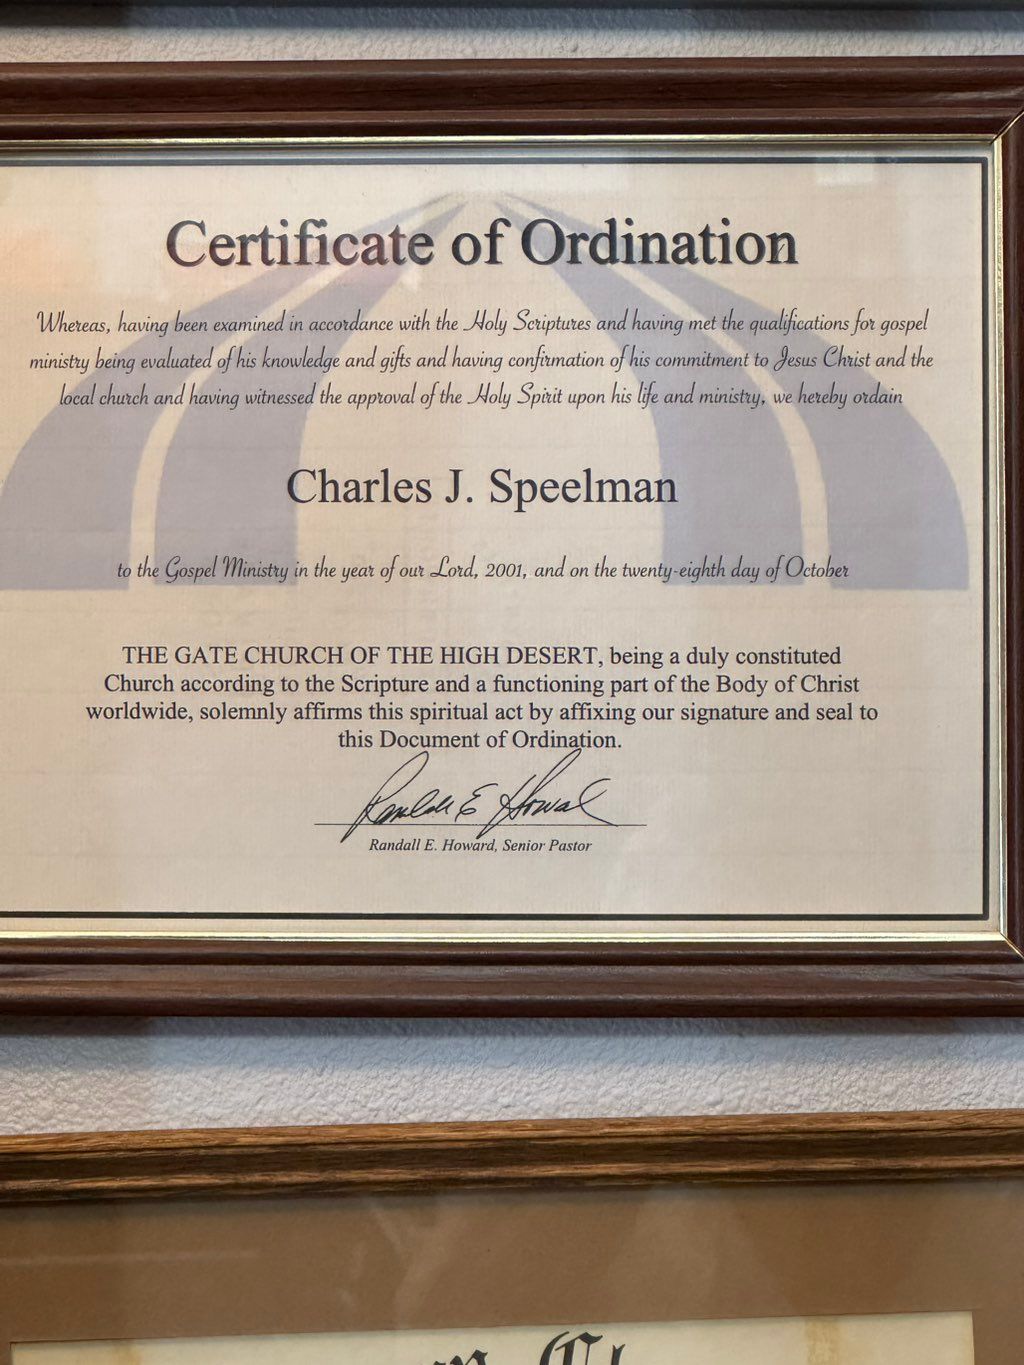 Certificate of Ordination
Whereas, having been examined in accordance with the Holy Scriptures and having met the qualifications for gospel
ministry being evaluated of his knowledge and gifts and having confirmation of his commitment to Jesus Christ and the
local church and having witnessed the approval of the Holy Spirit upon his life and ministry, we hereby ordain
Charles J. Speelman
to the Gospel Ministry in the year of our Lord, 2001, and on the twenty-eighth day of October
THE GATE CHURCH OF THE HIGH DESERT, being a duly constituted
Church according to the Scripture and a functioning part of the Body of Christ
worldwide, solemnly affirms this spiritual act by affixing our signature and seal to
this Document of Ordination.
Randall E Howard
Randall E. Howard, Senior Pastor